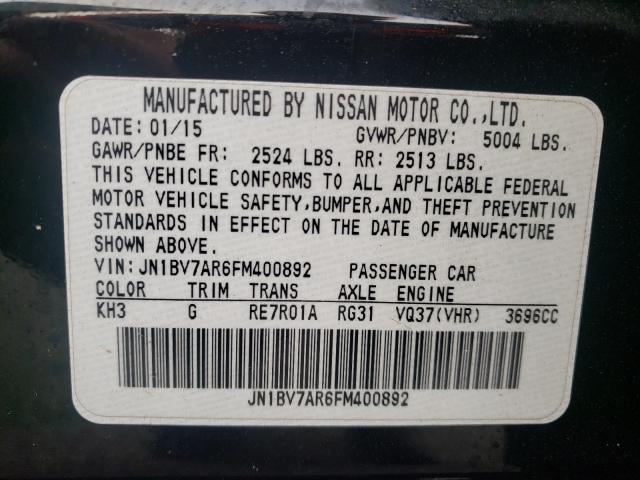 MANUFACTURED BY NISSAN MOTOR CO.,LTD.
DATE: 01/15 GVWR/PNBV: 5004 LBS.
GAWR/PNBE FR: 2524 LBS. RR: 2513 LBS.
THIS VEHICLE CONFORMS TO ALL APPLICABLE FEDERAL
MOTOR VEHICLE SAFETY,BUMPER,AND THEFT PREVENTION
STANDARDS IN EFFECT ON THE DATE OF MANUFACTURE
SHOWN ABOVE.
VIN:JN1BV7AR6FM400892 PASSENGER CAR
COLOR TRIM TRANS AXLE ENGINE
KH3 G RE7R01A RG31 VQ37(VHR) 3696CC
JN1BV7AR6FM400892